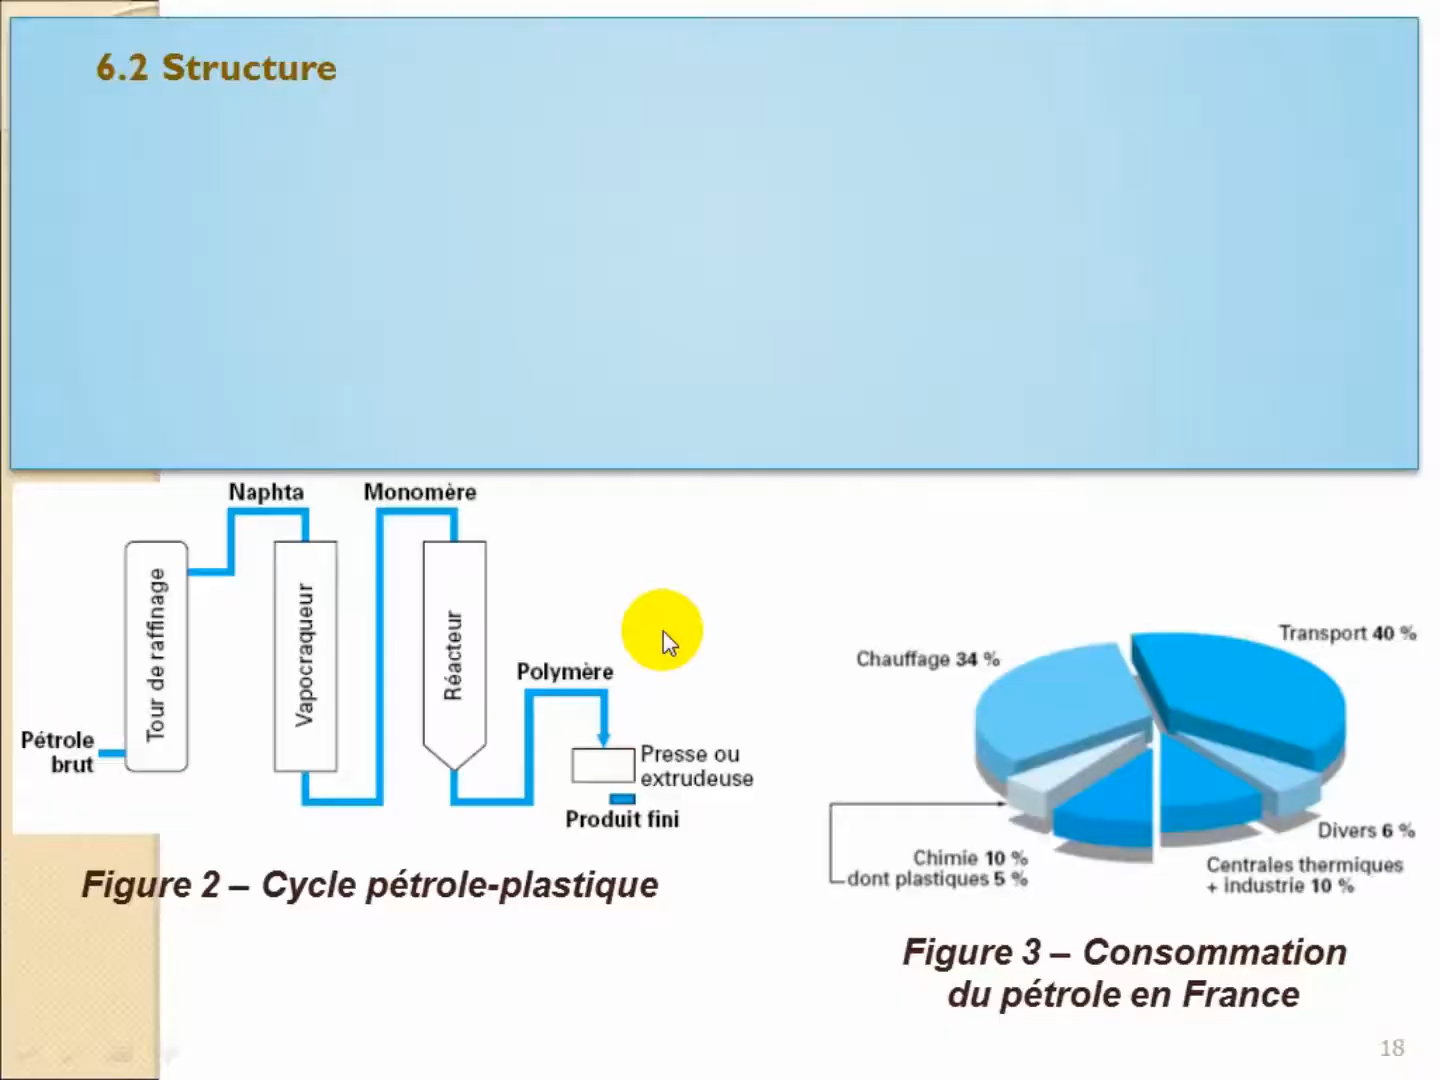 6.2 Structure
Naphta
Monomère
Tour de raffinage
Vapocraqueur
Réacteur
Polymère
Pétrole
brut
Presse ou
extrudeuse
Produit fini
Figure 2 – Cycle pétrole-plastique
Transport 40 %
Chauffage 34 %
Divers 6 %
Chimie 10 %
dont plastiques 5 %
Centrales thermiques
+ industrie 10 %
Figure 3 – Consommation
du pétrole en France
18